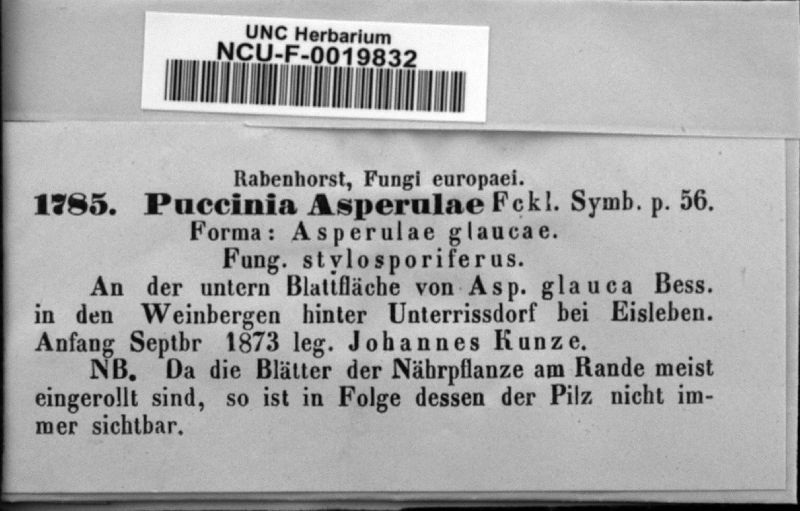 UNC Herbarium
NCU-F-0019832
Rabenhorst, Fungi europaei.
1785. Puccinia Asperulae Fckl. Symb. p. 56.
Forma: Asperulae glaucae.
Fung. stylosporiferus.
An der untern Blattfläche von Asp. glauca Bess.
in den Weinbergen hinter Unterrissdorf bei Eisleben.
Anfang Septbr 1873 leg. Johannes Kunze.
NB. Da die Blätter der Nährpflanze am Rande meist
eingerollt sind, so ist in Folge dessen der Pilz nicht im-
mer sichtbar.